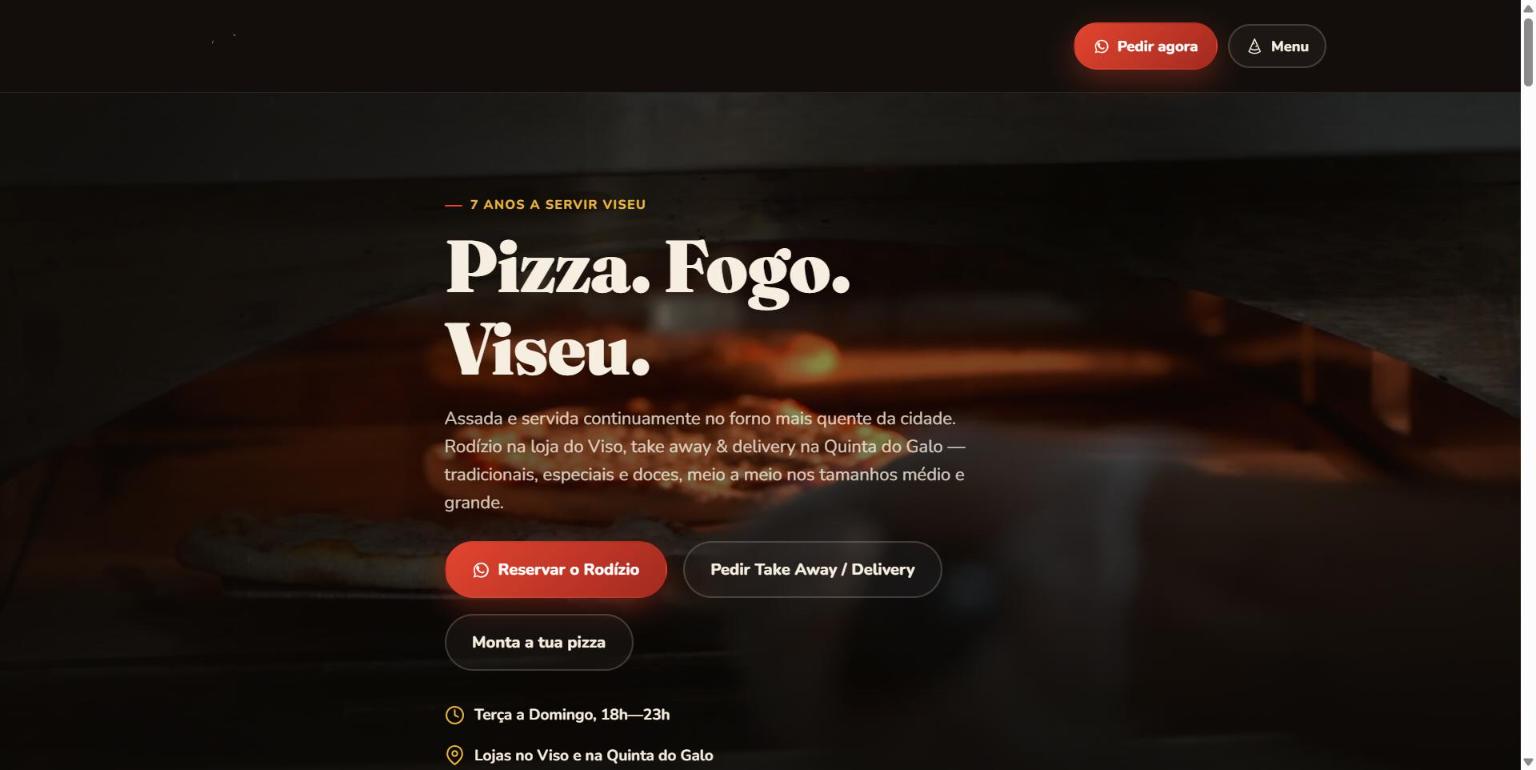 Pedir agora
Menu
— 7 ANOS A SERVIR VISEU
Pizza. Fogo.
Viseu.
Assada e servida continuamente no forno mais quente da cidade.
Rodízio na loja do Viso, take away & delivery na Quinta do Galo —
tradicionais, especiais e doces, meio a meio nos tamanhos médio e
grande.
Reservar o Rodízio
Pedir Take Away / Delivery
Monta a tua pizza
Terça a Domingo, 18h—23h
Lojas no Viso e na Quinta do Galo